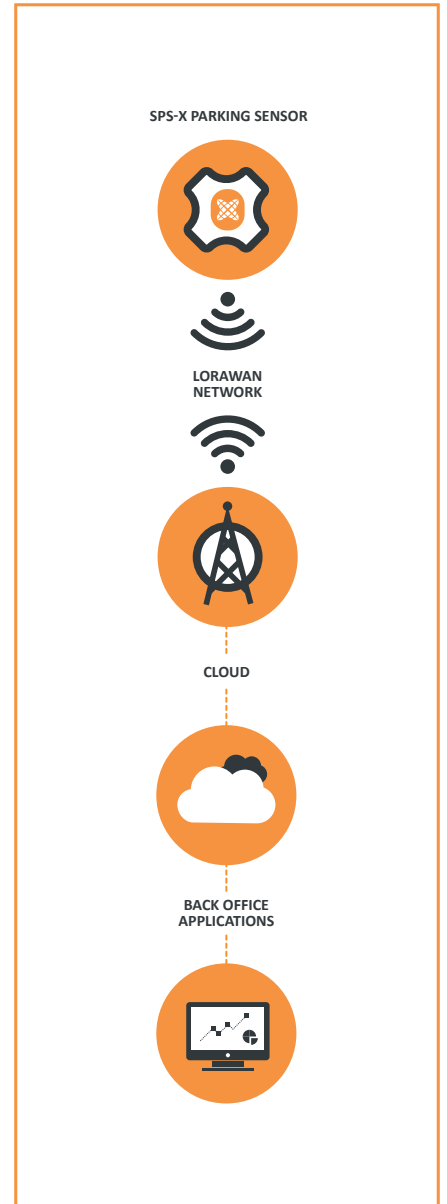 SPS-X PARKING SENSOR
LORAWAN
NETWORK
CLOUD
BACK OFFICE
APPLICATIONS